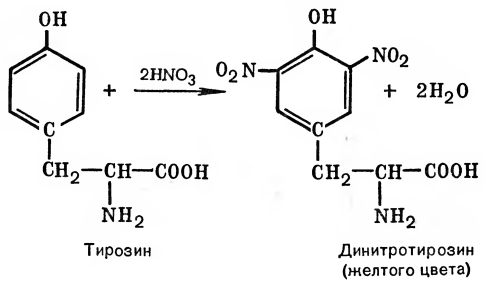 OH
+ 2HNO₃
C
CH₂—CH—COOH
NH₂
Тирозин
OH
O₂N NO₂
+ 2H₂O
C
CH₂—CH—COOH
NH₂
Динитротирозин
(желтого цвета)